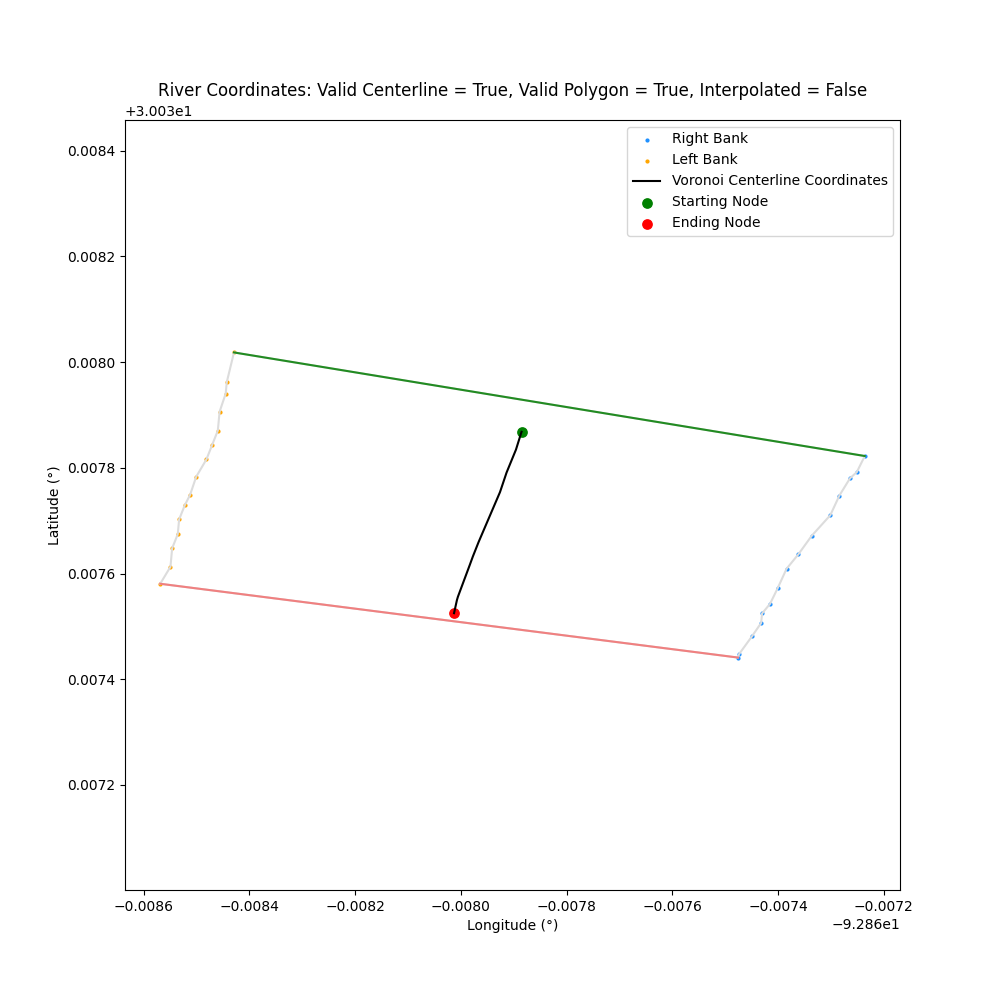 River Coordinates: Valid Centerline = True, Valid Polygon = True, Interpolated = False
+3.003e1
Right Bank
Left Bank
Voronoi Centerline Coordinates
Starting Node
Ending Node
0.0084
0.0082
0.0080
0.0078
0.0076
0.0074
0.0072
Latitude (°)
−0.0086 −0.0084 −0.0082 −0.0080 −0.0078 −0.0076 −0.0074 −0.0072
Longitude (°)
−9.286e1